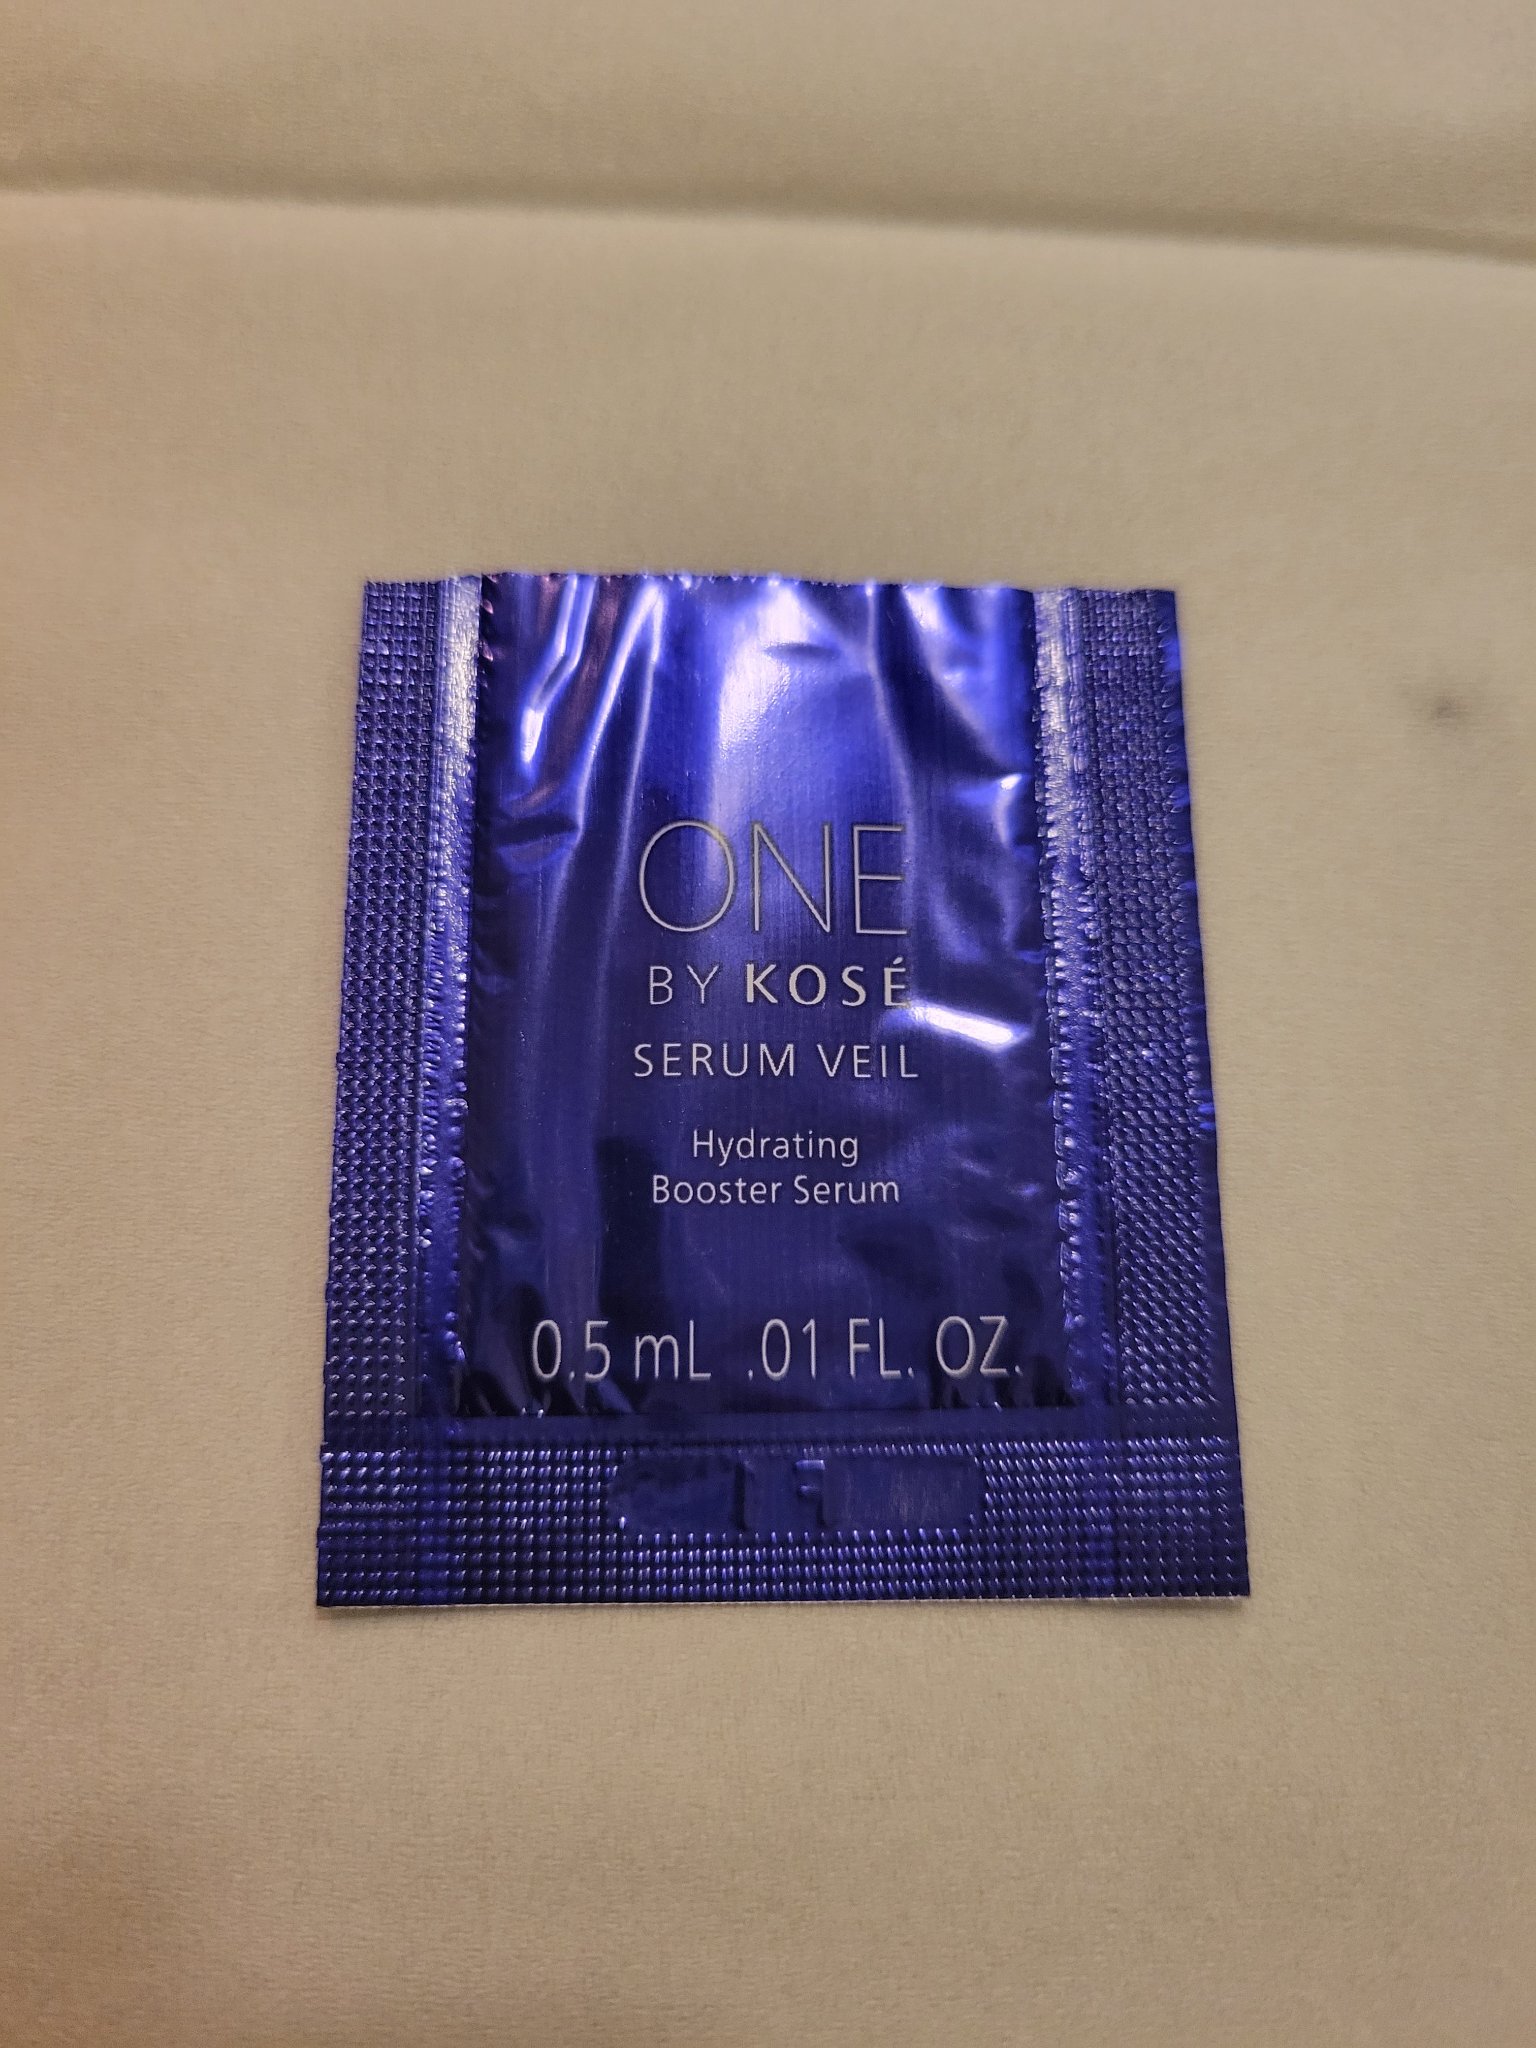 ONE
BY KOSÉ
SERUM VEIL
Hydrating
Booster Serum
0.5 mL .01 FL. OZ.